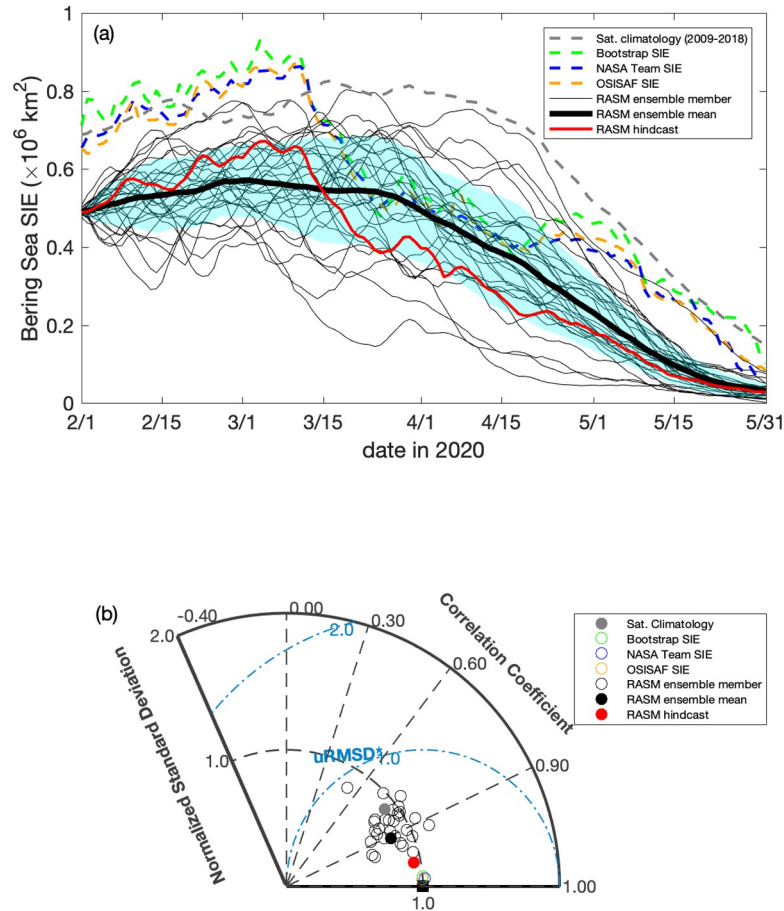 (a)
1
0.8
0.6
0.4
0.2
0
Bering Sea SIE (×10⁶ km²)
Sat. climatology (2009-2018)
Bootstrap SIE
NASA Team SIE
OSISAF SIE
RASM ensemble member
RASM ensemble mean
RASM hindcast
2/1 2/15 3/1 3/15 4/1 4/15 5/1 5/15 5/31
date in 2020
(b)
-0.40
0.00
0.30
0.60
0.90
1.00
2.0
1.0
2.0
1.0
1.0
Normalized Standard Deviation
Correlation Coefficient
uRMSD*
Sat. Climatology
Bootstrap SIE
NASA Team SIE
OSISAF SIE
RASM ensemble member
RASM ensemble mean
RASM hindcast